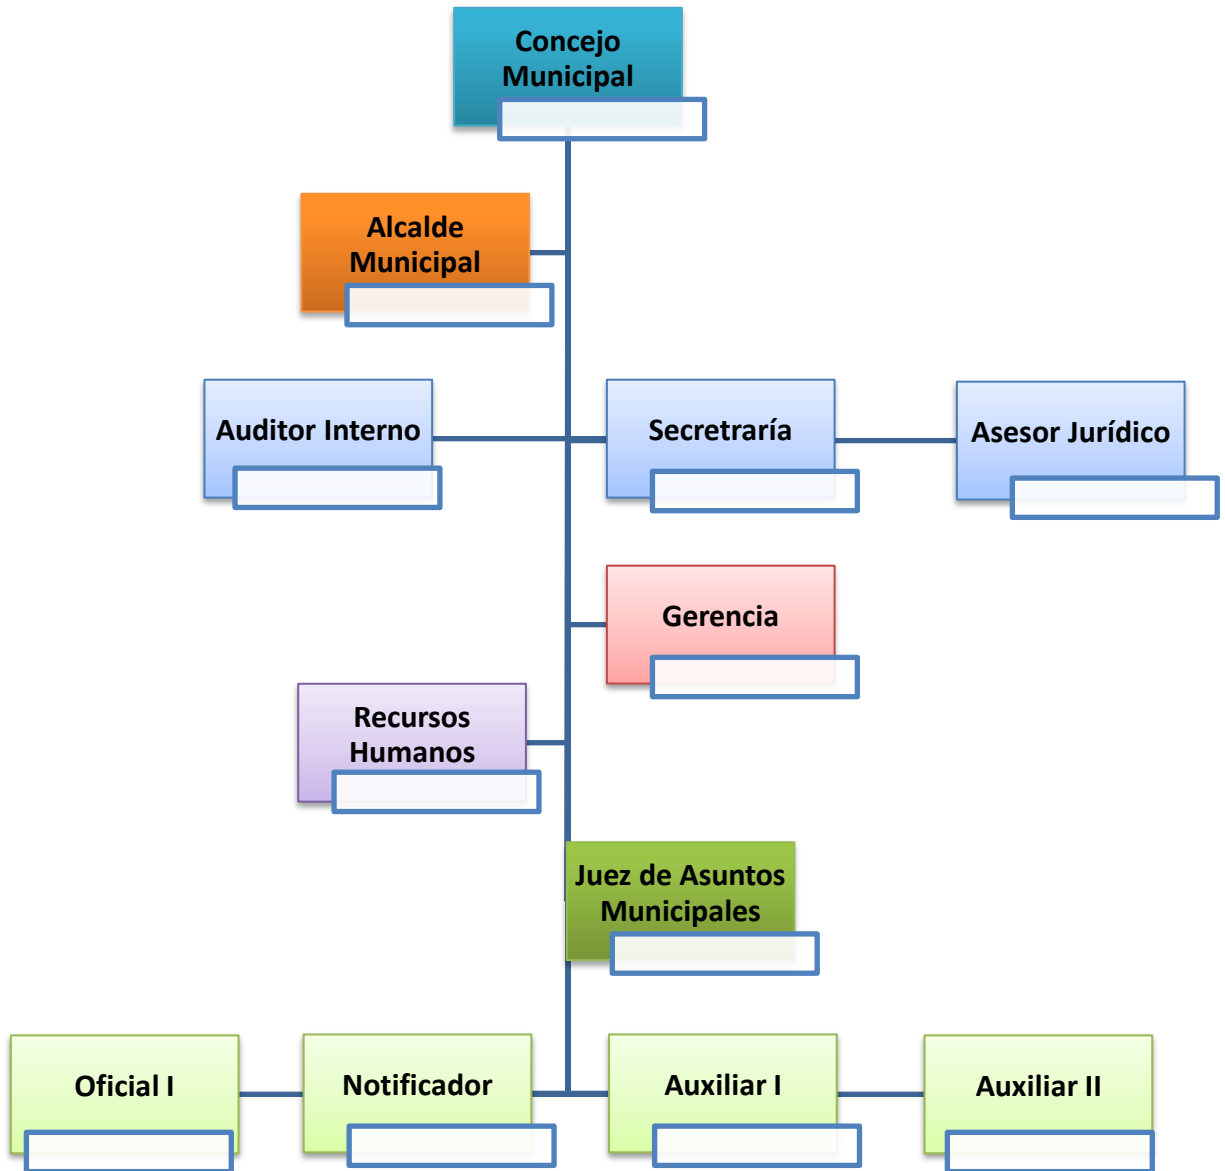 Concejo
Municipal
Alcalde
Municipal
Auditor Interno
Secretraría
Asesor Jurídico
Gerencia
Recursos
Humanos
Juez de Asuntos
Municipales
Oficial I
Notificador
Auxiliar I
Auxiliar II